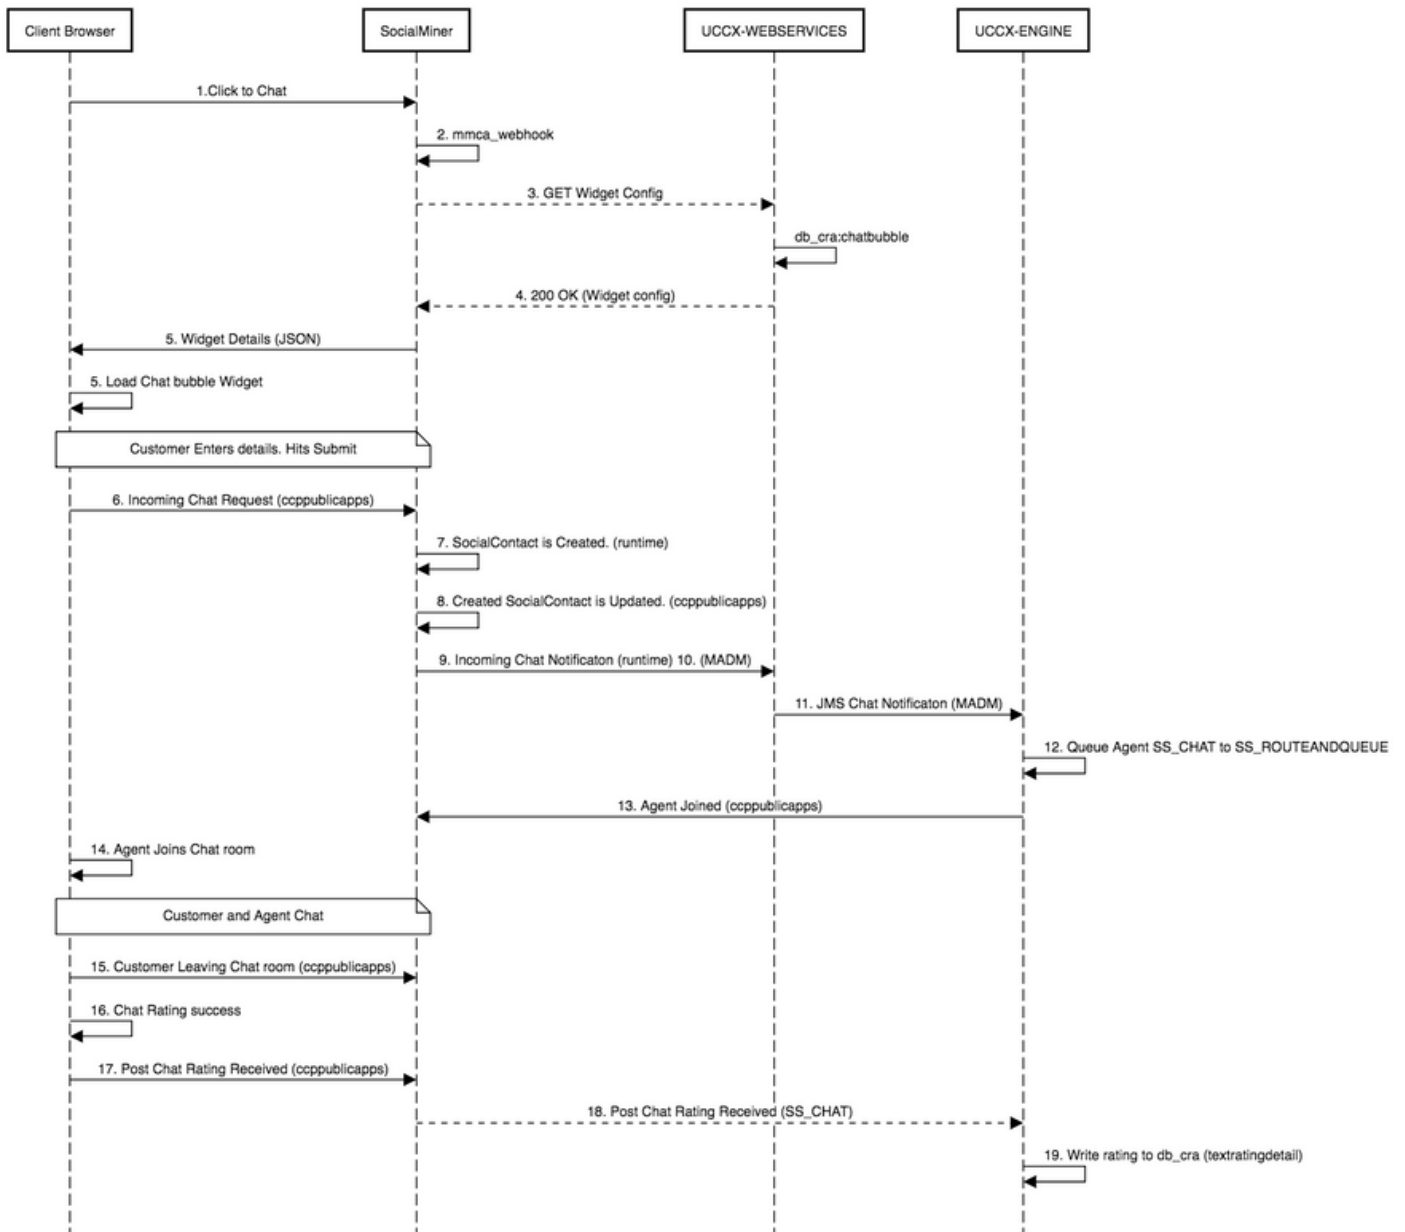 Client Browser
SocialMiner
UCCX-WEBSERVICES
UCCX-ENGINE
1.Click to Chat
2. mmca_webhook
3. GET Widget Config
db_cra:chatbubble
4. 200 OK (Widget config)
5. Widget Details (JSON)
5. Load Chat bubble Widget
Customer Enters details. Hits Submit
6. Incoming Chat Request (ccppublicapps)
7. SocialContact is Created. (runtime)
8. Created SocialContact is Updated. (ccppublicapps)
9. Incoming Chat Notificaton (runtime) 10. (MADM)
11. JMS Chat Notificaton (MADM)
12. Queue Agent SS_CHAT to SS_ROUTEANDQUEUE
13. Agent Joined (ccppublicapps)
14. Agent Joins Chat room
Customer and Agent Chat
15. Customer Leaving Chat room (ccppublicapps)
16. Chat Rating success
17. Post Chat Rating Received (ccppublicapps)
18. Post Chat Rating Received (SS_CHAT)
19. Write rating to db_cra (textratingdetail)